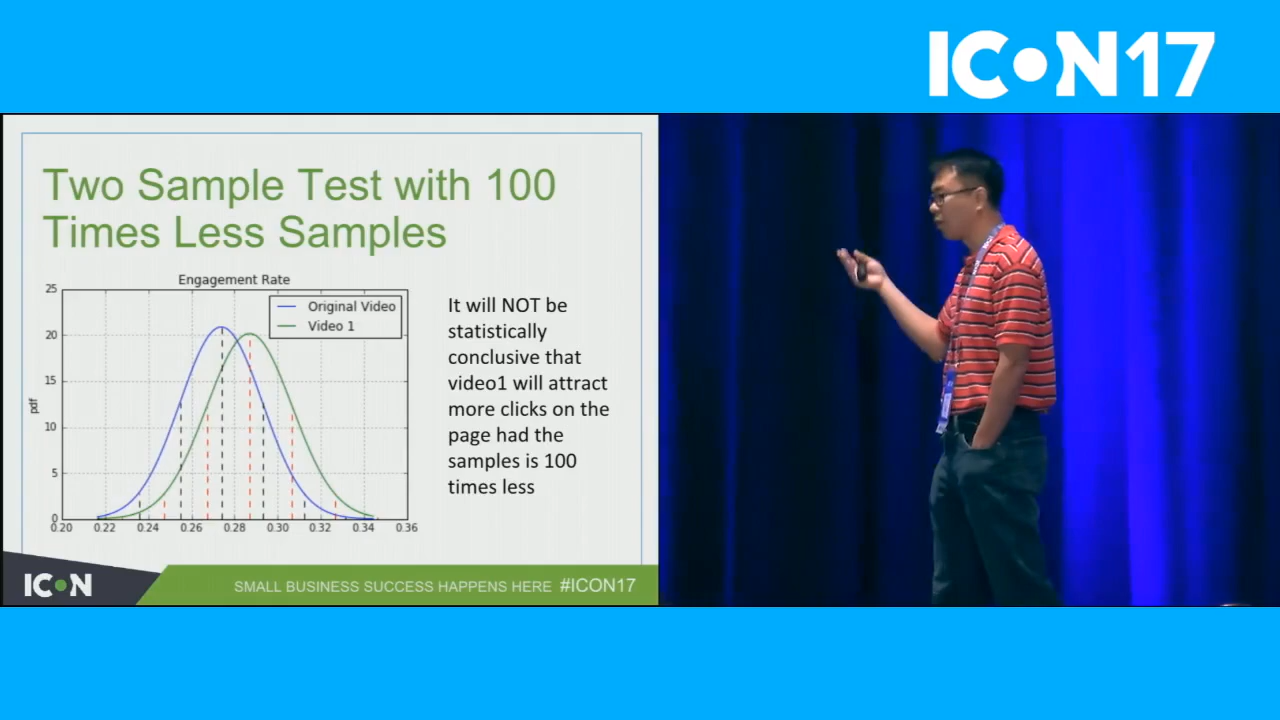 ICON17
Two Sample Test with 100
Times Less Samples
Engagement Rate
25
20
15
10
5
0
pdf
Original Video
Video 1
0.20 0.22 0.24 0.26 0.28 0.30 0.32 0.34 0.36
It will NOT be
statistically
conclusive that
video1 will attract
more clicks on the
page had the
samples is 100
times less
ICON
SMALL BUSINESS SUCCESS HAPPENS HERE #ICON17